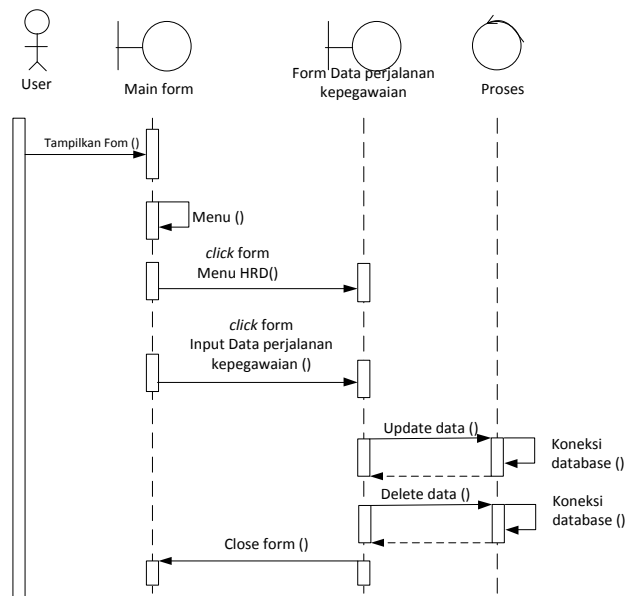 User
Main form
Form Data perjalanan
kepegawaian
Proses
Tampilkan Fom ()
Menu ()
click form
Menu HRD()
click form
Input Data perjalanan
kepegawaian ()
Update data ()
Koneksi
database ()
Delete data ()
Koneksi
database ()
Close form ()